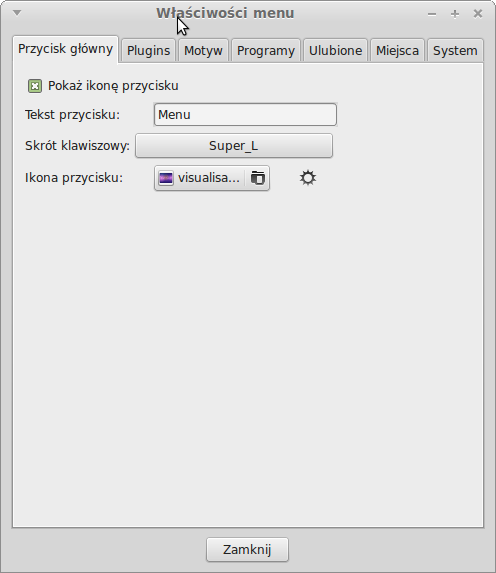 Właściwości menu
Przycisk główny Plugins Motyw Programy Ulubione Miejsca System
Pokaż ikonę przycisku
Tekst przycisku: Menu
Skrót klawiszowy: Super_L
Ikona przycisku: visualisa...
Zamknij